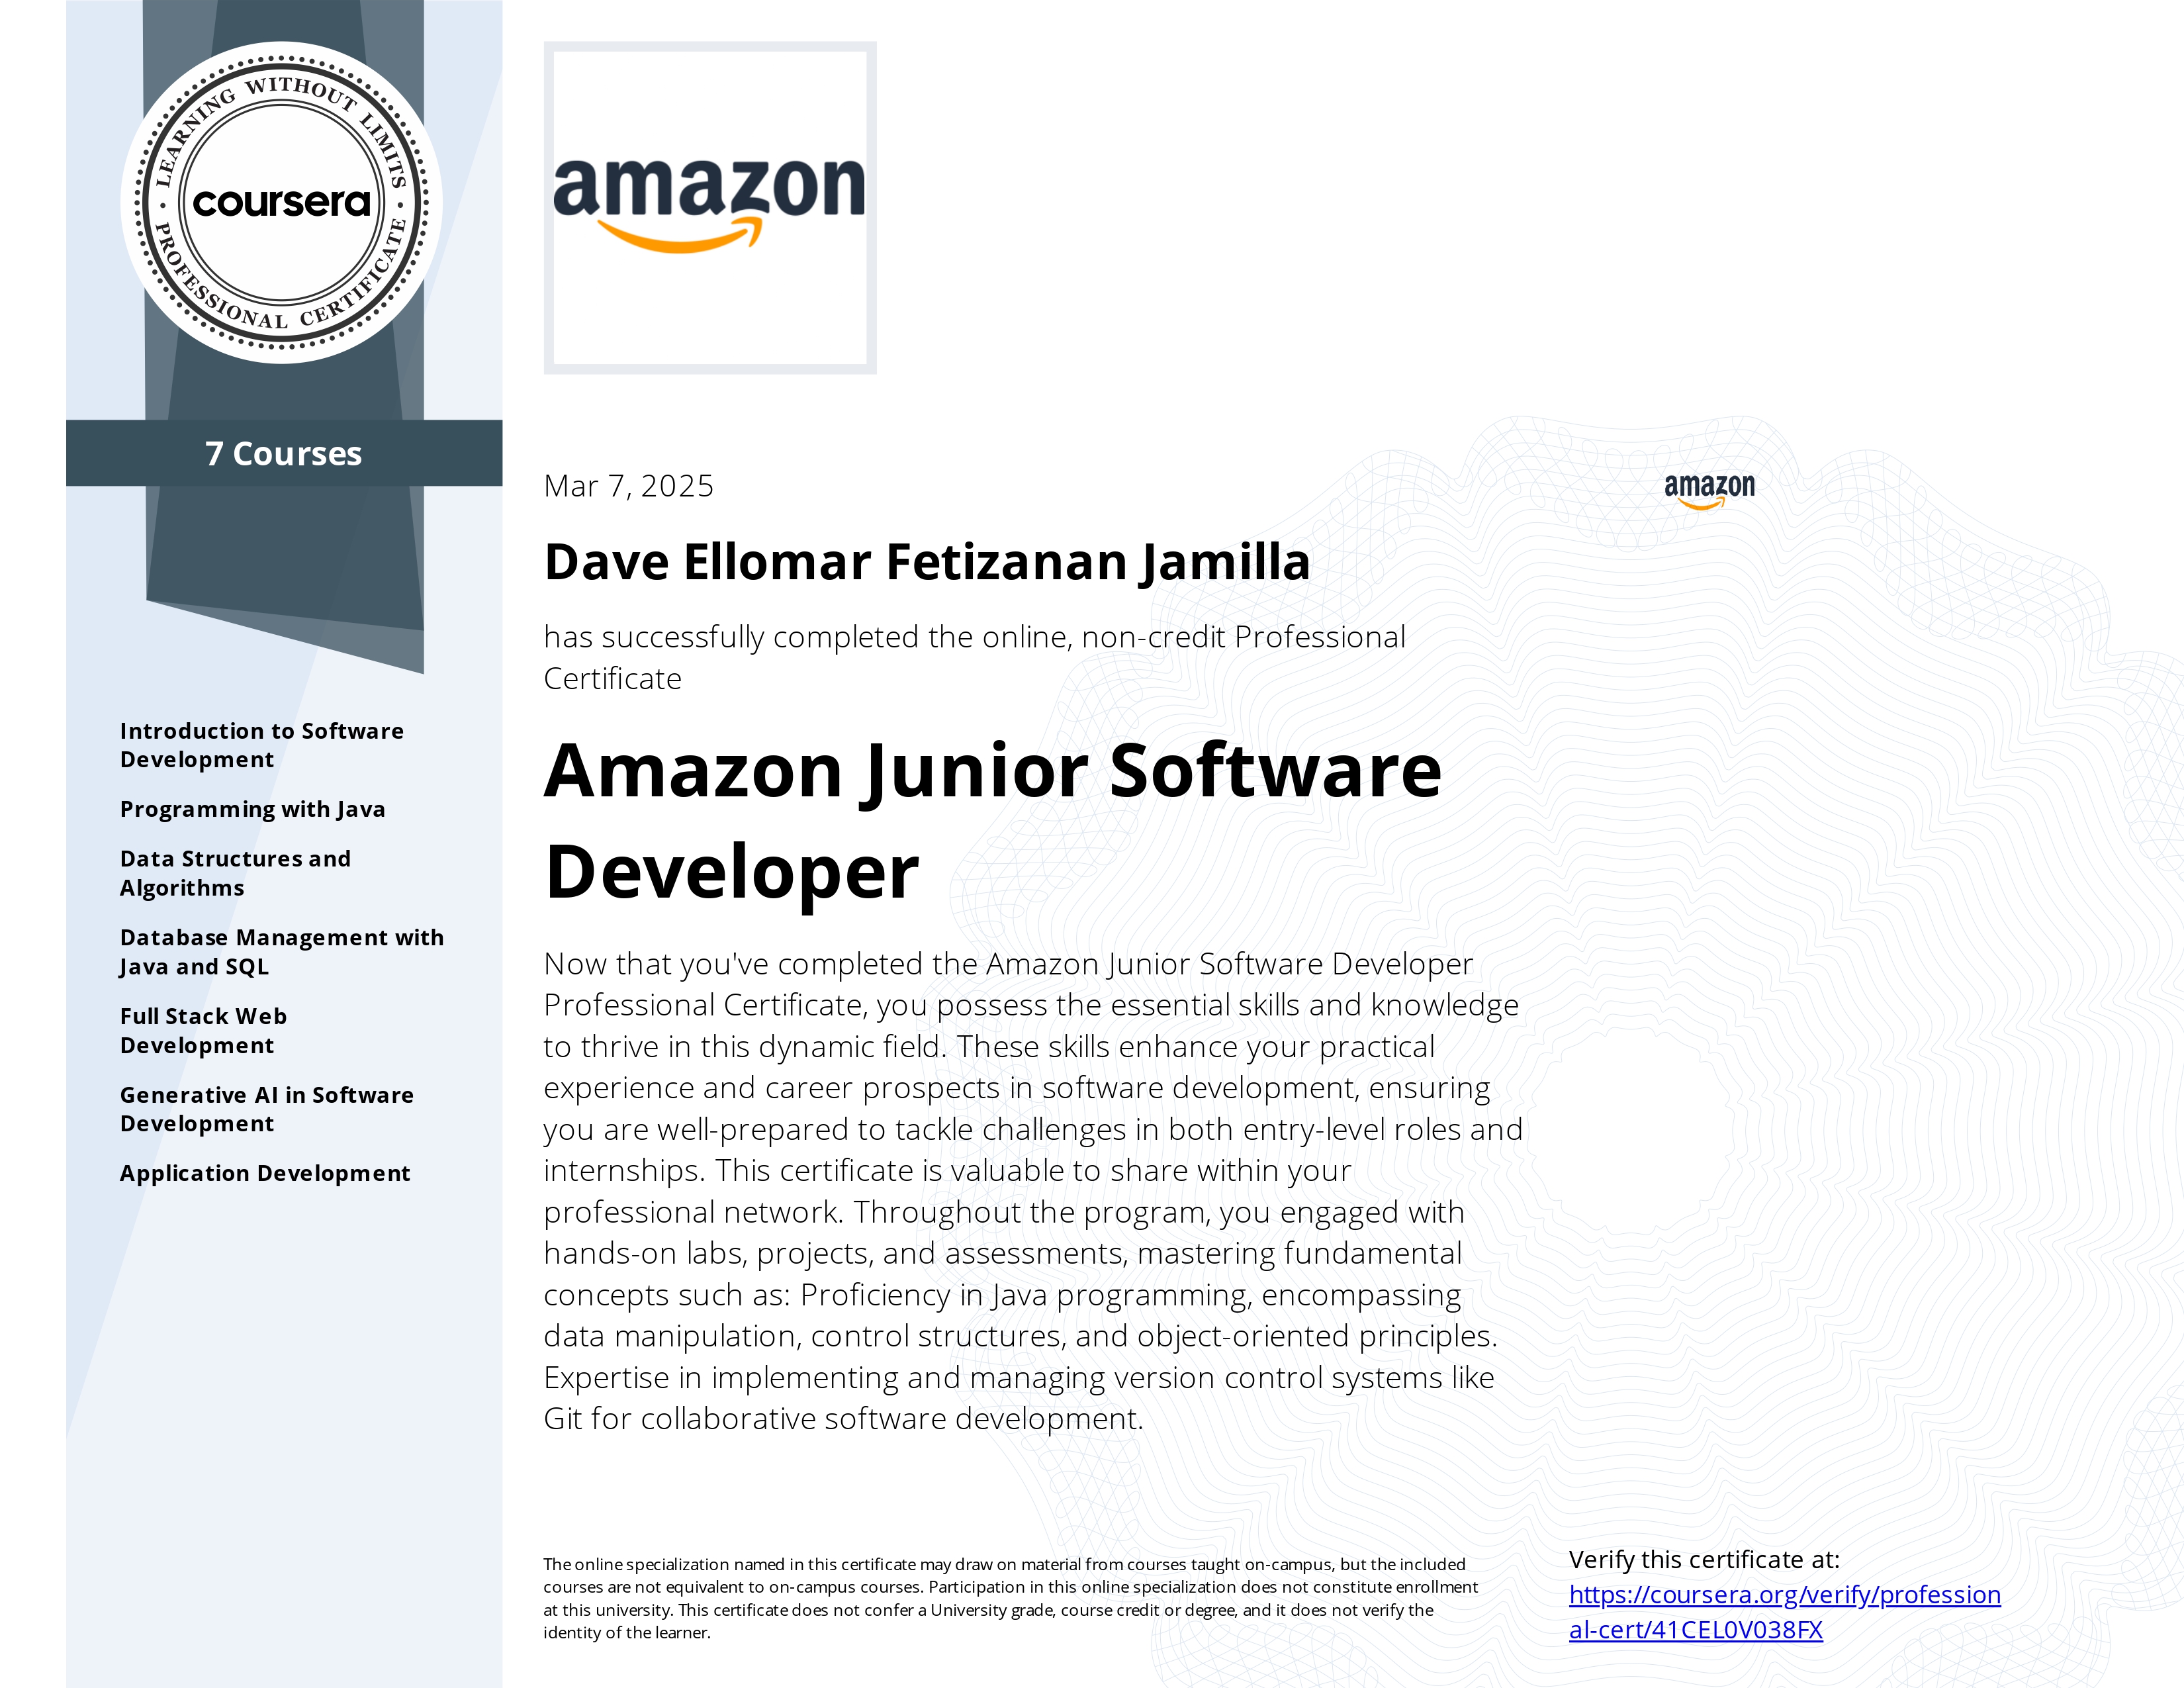 LEARNING WITHOUT LIMITS
coursera
PROFESSIONAL CERTIFICATE
7 Courses
Introduction to Software
Development
Programming with Java
Data Structures and
Algorithms
Database Management with
Java and SQL
Full Stack Web
Development
Generative AI in Software
Development
Application Development
amazon
Mar 7, 2025
amazon
Dave Ellomar Fetizanan Jamilla
has successfully completed the online, non-credit Professional
Certificate
Amazon Junior Software
Developer
Now that you've completed the Amazon Junior Software Developer
Professional Certificate, you possess the essential skills and knowledge
to thrive in this dynamic field. These skills enhance your practical
experience and career prospects in software development, ensuring
you are well-prepared to tackle challenges in both entry-level roles and
internships. This certificate is valuable to share within your
professional network. Throughout the program, you engaged with
hands-on labs, projects, and assessments, mastering fundamental
concepts such as: Proficiency in Java programming, encompassing
data manipulation, control structures, and object-oriented principles.
Expertise in implementing and managing version control systems like
Git for collaborative software development.
The online specialization named in this certificate may draw on material from courses taught on-campus, but the included
courses are not equivalent to on-campus courses. Participation in this online specialization does not constitute enrollment
at this university. This certificate does not confer a University grade, course credit or degree, and it does not verify the
identity of the learner.
Verify this certificate at:
https://coursera.org/verify/profession
al-cert/41CEL0V038FX